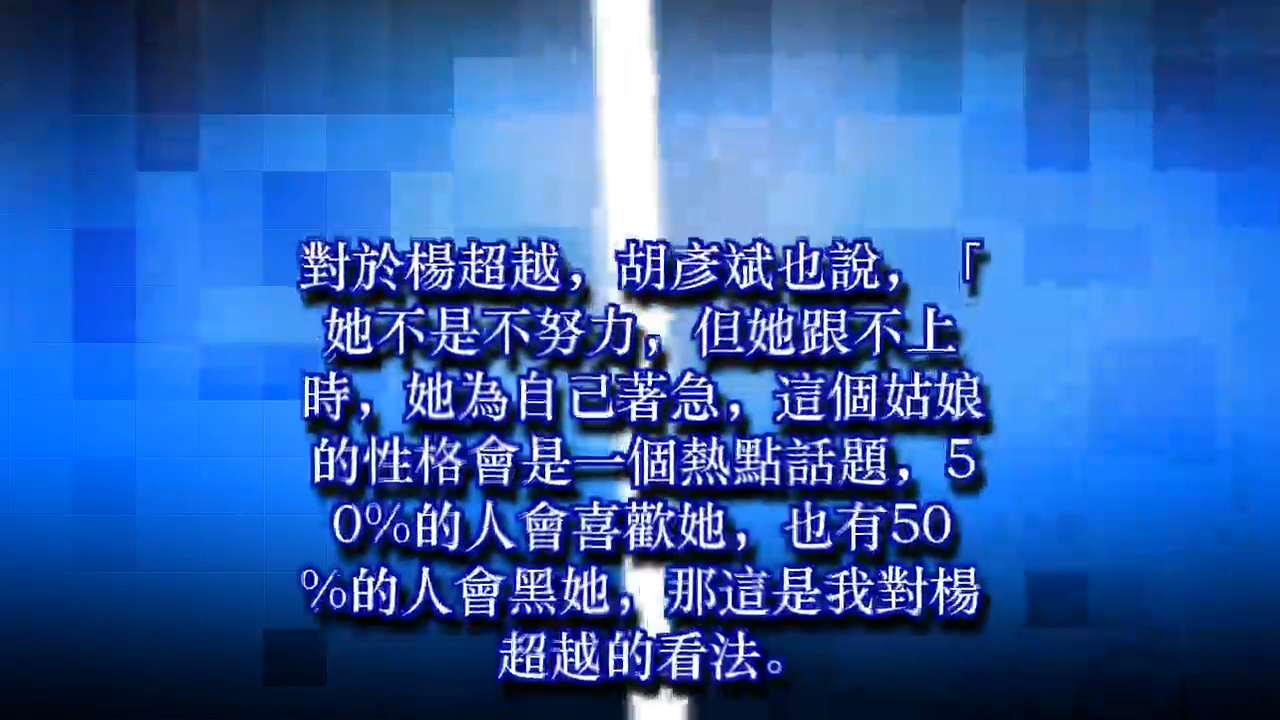 對於楊超越，胡彥斌也說，「
她不是不努力，但她跟不上
時，她為自己著急，這個姑娘
的性格會是一個熱點話題，5
0%的人會喜歡她，也有50
%的人會黑她，那這是我對楊
超越的看法。